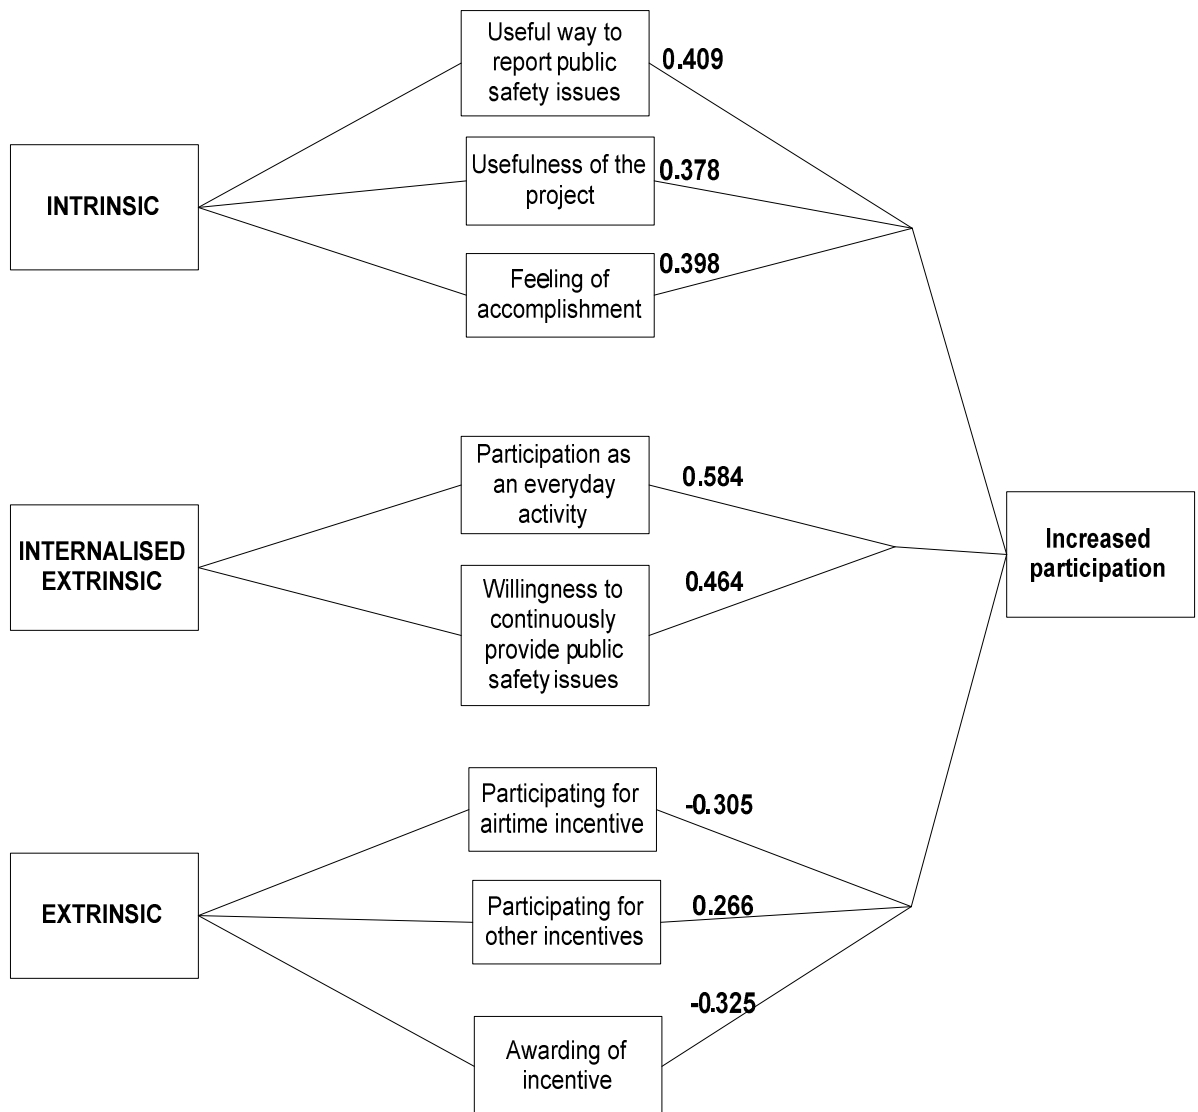 Useful way to
report public
safety issues
0.409
INTRINSIC
Usefulness of the
project
0.378
Feeling of
accomplishment
0.398
INTERNALISED
EXTRINSIC
Participation as
an everyday
activity
0.584
Willingness to
continuously
provide public
safety issues
0.464
Increased
participation
EXTRINSIC
Participating for
airtime incentive
-0.305
Participating for
other incentives
0.266
Awarding of
incentive
-0.325